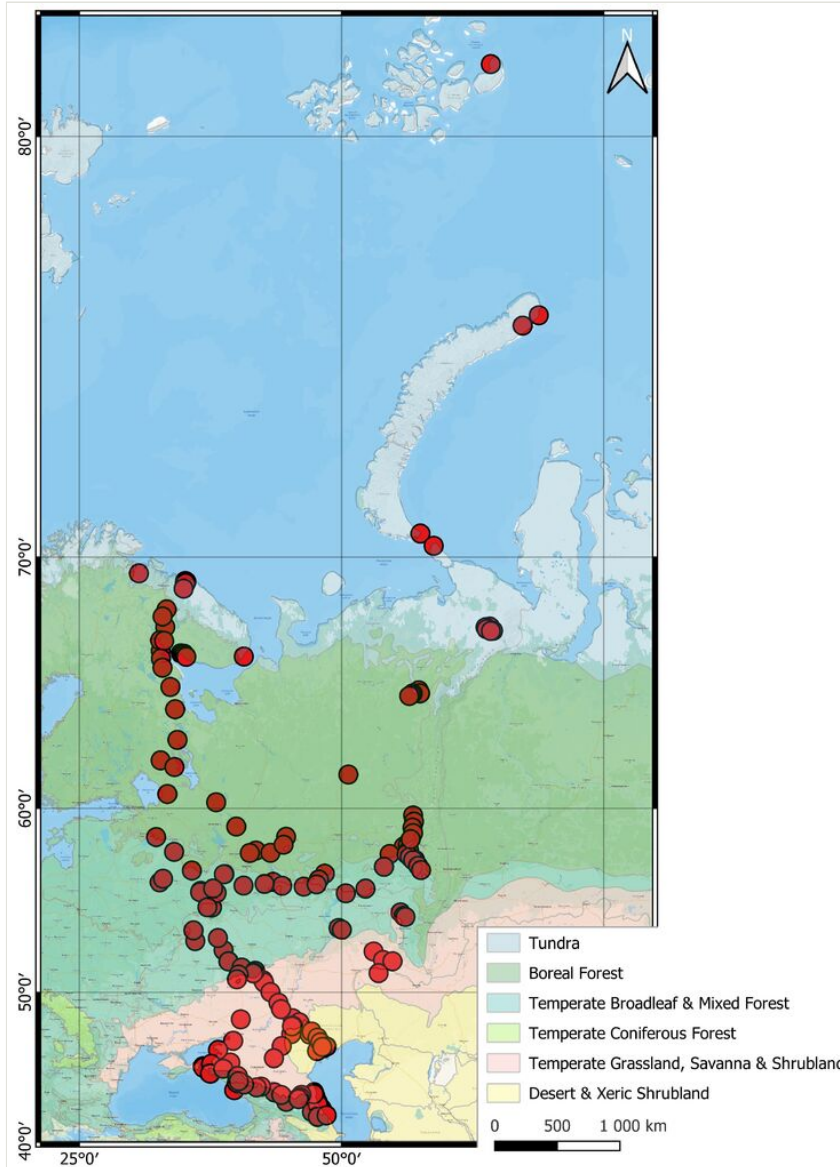 N
80°0'
70°0'
60°0'
50°0'
40°0'
25°0'
50°0'
Tundra
Boreal Forest
Temperate Broadleaf & Mixed Forest
Temperate Coniferous Forest
Temperate Grassland, Savanna & Shrubland
Desert & Xeric Shrubland
0 500 1 000 km